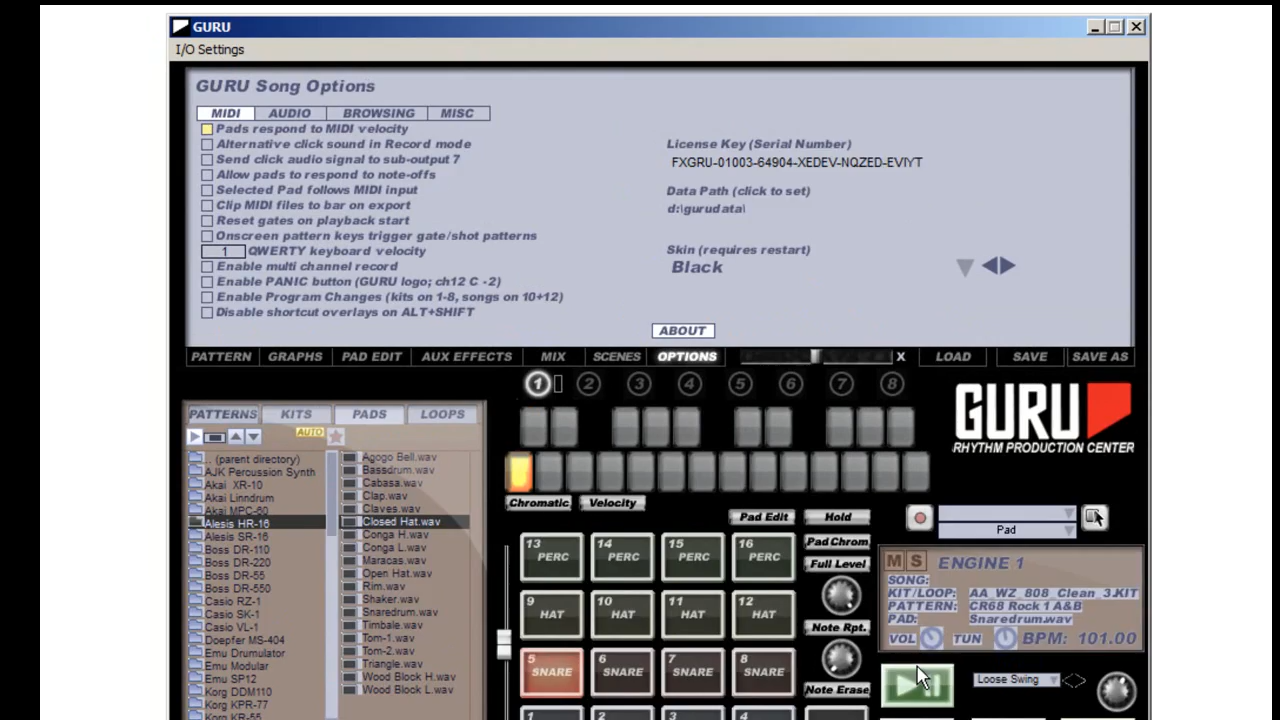 GURU
I/O Settings
GURU Song Options
MIDI AUDIO BROWSING MISC
Pads respond to MIDI velocity
Alternative click sound in Record mode
Send click audio signal to sub-output 7
Allow pads to respond to note-offs
Selected Pad follows MIDI input
Clip MIDI files to bar on export
Reset gates on playback start
Onscreen pattern keys trigger gate/shot patterns
1 QWERTY keyboard velocity
Enable multi channel record
Enable PANIC button (GURU logo; ch12 C -2)
Enable Program Changes (kits on 1-8, songs on 10+12)
Disable shortcut overlays on ALT+SHIFT
License Key (Serial Number)
FXGRU-01003-64904-XEDEV-NQZED-EVIYT
Data Path (click to set)
d:\gurudata\
Skin (requires restart)
Black
ABOUT
PATTERN GRAPHS PAD EDIT AUX EFFECTS MIX SCENES OPTIONS X LOAD SAVE SAVE AS
1 2 3 4 5 6 7 8
GURU
RHYTHM PRODUCTION CENTER
PATTERNS KITS PADS LOOPS
AUTO
.. (parent directory)
AJK Percussion Synth
Akai XR-10
Akai Linndrum
Akai MPC-60
Alesis HR-16
Alesis SR-16
Boss DR-110
Boss DR-220
Boss DR-55
Boss DR-550
Casio RZ-1
Casio SK-1
Casio VL-1
Doepfer MS-404
Emu Drumulator
Emu Modular
Emu SP12
Korg DDM110
Korg KPR-77
Korg KR-55
Agogo Bell.wav
Bassdrum.wav
Cabasa.wav
Clap.wav
Claves.wav
Closed Hat.wav
Conga H.wav
Conga L.wav
Maracas.wav
Open Hat.wav
Rim.wav
Shaker.wav
Snaredrum.wav
Timbale.wav
Tom-1.wav
Tom-2.wav
Triangle.wav
Wood Block H.wav
Wood Block L.wav
Chromatic Velocity
Pad Edit Hold
Pad Chrom
Full Level
Note Rpt.
Note Erase
13 PERC 14 PERC 15 PERC 16 PERC
9 HAT 10 HAT 11 HAT 12 HAT
5 SNARE 6 SNARE 7 SNARE 8 SNARE
1 2 3 4
Pad
M S ENGINE 1
SONG:
KIT/LOOP: AA_WZ_808_Clean_3.KIT
PATTERN: CR68 Rock 1 A&B
PAD: Snaredrum.wav
VOL TUN BPM: 101.00
Loose Swing